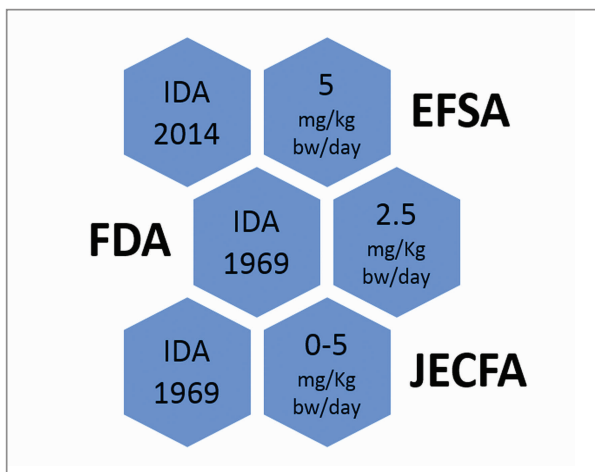 IDA
2014
5
mg/kg
bw/day
EFSA
FDA
IDA
1969
2.5
mg/Kg
bw/day
IDA
1969
0-5
mg/Kg
bw/day
JECFA